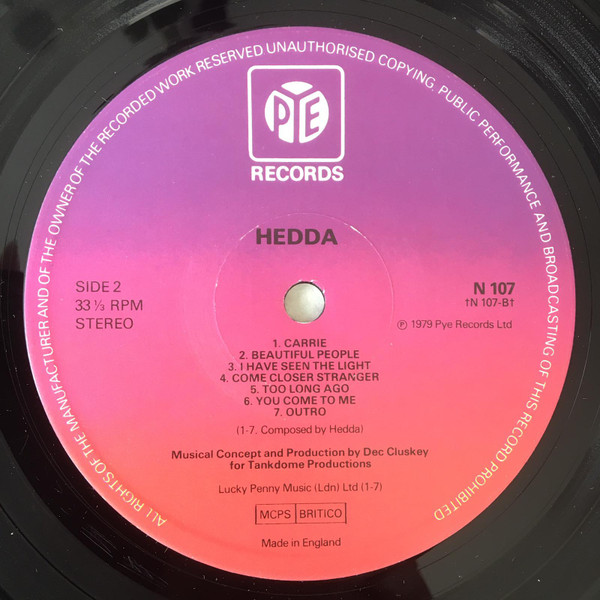 ALL RIGHTS OF THE MANUFACTURER AND OF THE OWNER OF THE RECORDED WORK RESERVED UNAUTHORISED COPYING, PUBLIC PERFORMANCE AND BROADCASTING OF THIS RECORD PROHIBITED
PYE
RECORDS
HEDDA
SIDE 2
33 ⅓ RPM
STEREO
N 107
†N 107-B†
℗ 1979 Pye Records Ltd
1. CARRIE
2. BEAUTIFUL PEOPLE
3. I HAVE SEEN THE LIGHT
4. COME CLOSER STRANGER
5. TOO LONG AGO
6. YOU COME TO ME
7. OUTRO
(1-7. Composed by Hedda)
Musical Concept and Production by Dec Cluskey
for Tankdome Productions
Lucky Penny Music (Ldn) Ltd (1-7)
MCPS BRITICO
Made in England